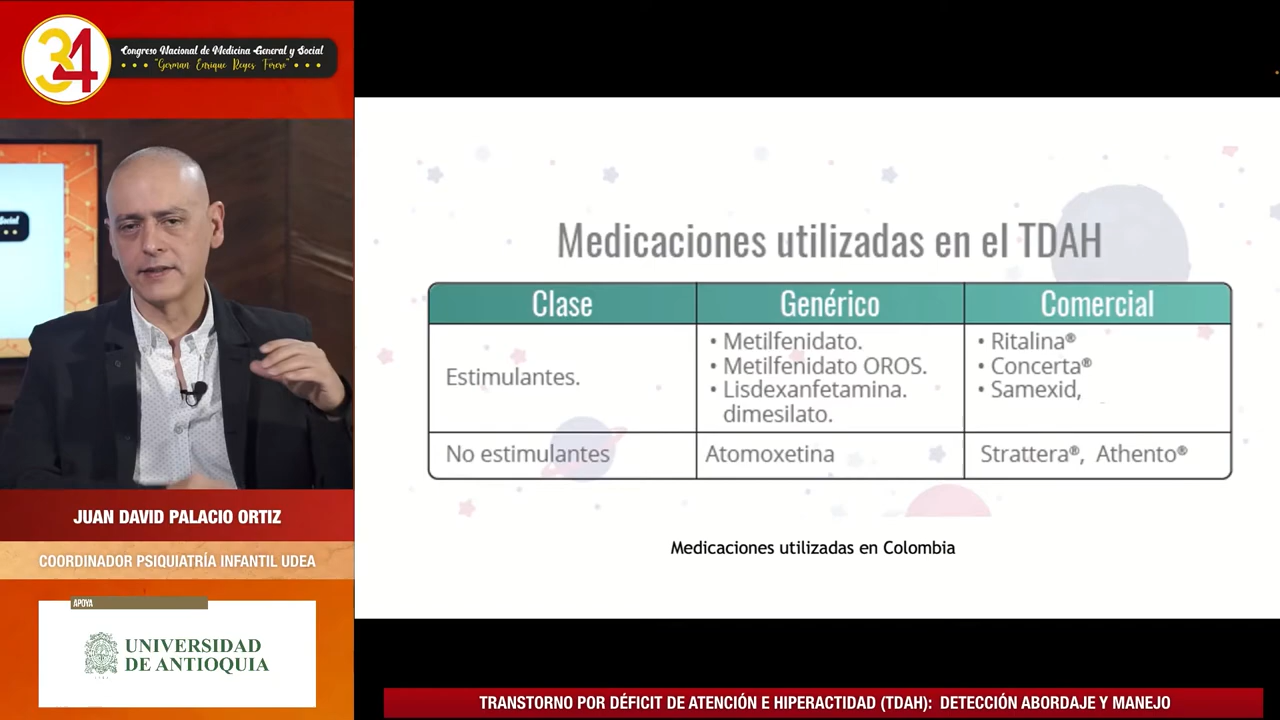 34
Congreso Nacional de Medicina General y Social
"German Enrique Reyes Forero"
Social
JUAN DAVID PALACIO ORTIZ
COORDINADOR PSIQUIATRÍA INFANTIL UDEA
APOYA
UNIVERSIDAD
DE ANTIOQUIA
Medicaciones utilizadas en el TDAH
Clase
Genérico
Comercial
Estimulantes.
• Metilfenidato.
• Metilfenidato OROS.
• Lisdexanfetamina.
dimesilato.
• Ritalina®
• Concerta®
• Samexid,
No estimulantes
Atomoxetina
Strattera®, Athento®
Medicaciones utilizadas en Colombia
TRANSTORNO POR DÉFICIT DE ATENCIÓN E HIPERACTIDAD (TDAH): DETECCIÓN ABORDAJE Y MANEJO